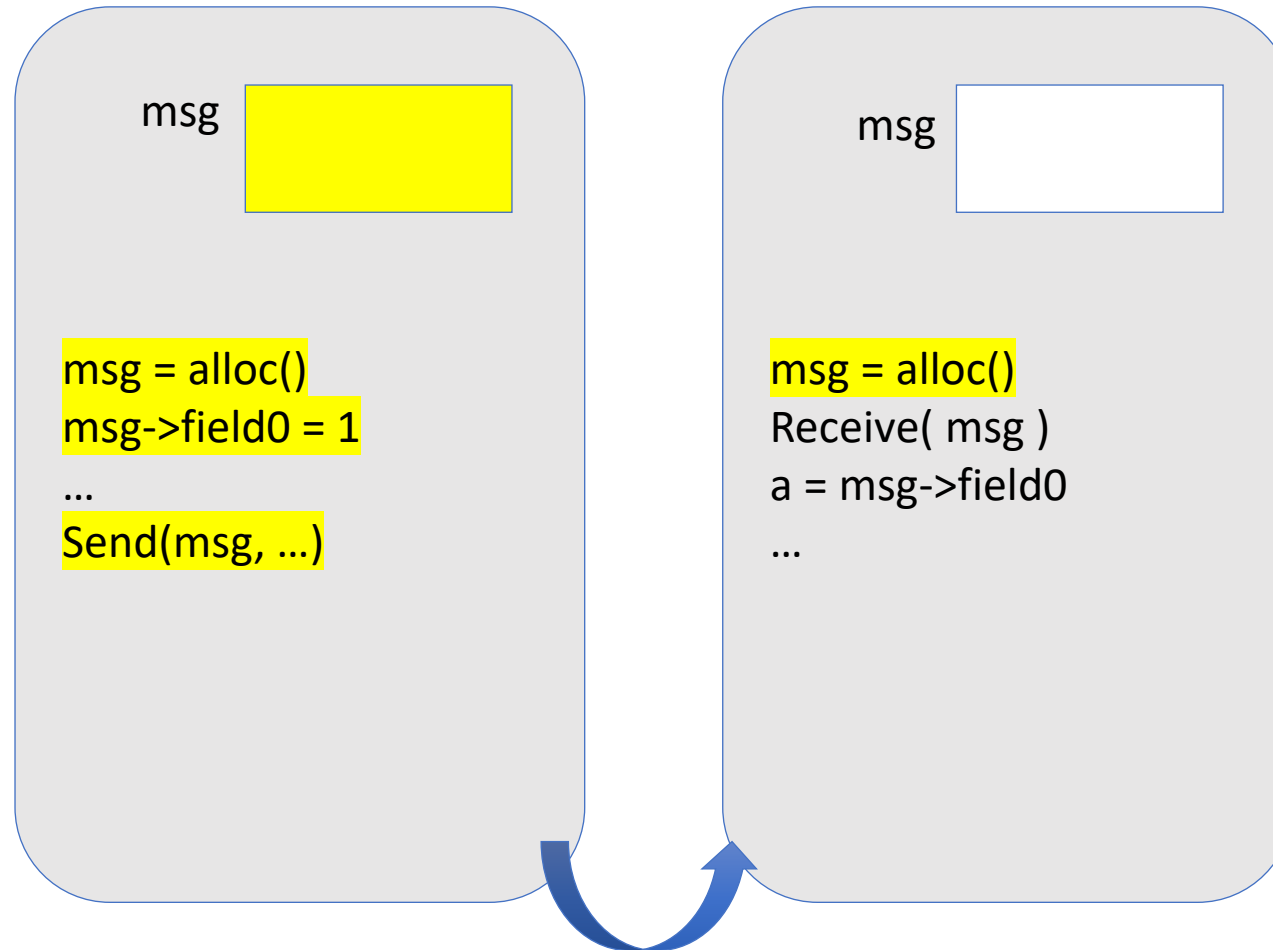 msg
msg = alloc()
msg->field0 = 1
…
Send(msg, …)
msg
msg = alloc()
Receive( msg )
a = msg->field0
…